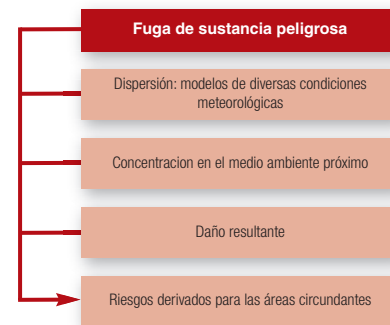 Fuga de sustancia peligrosa
Dispersión: modelos de diversas condiciones
meteorológicas
Concentracion en el medio ambiente próximo
Daño resultante
Riesgos derivados para las áreas circundantes